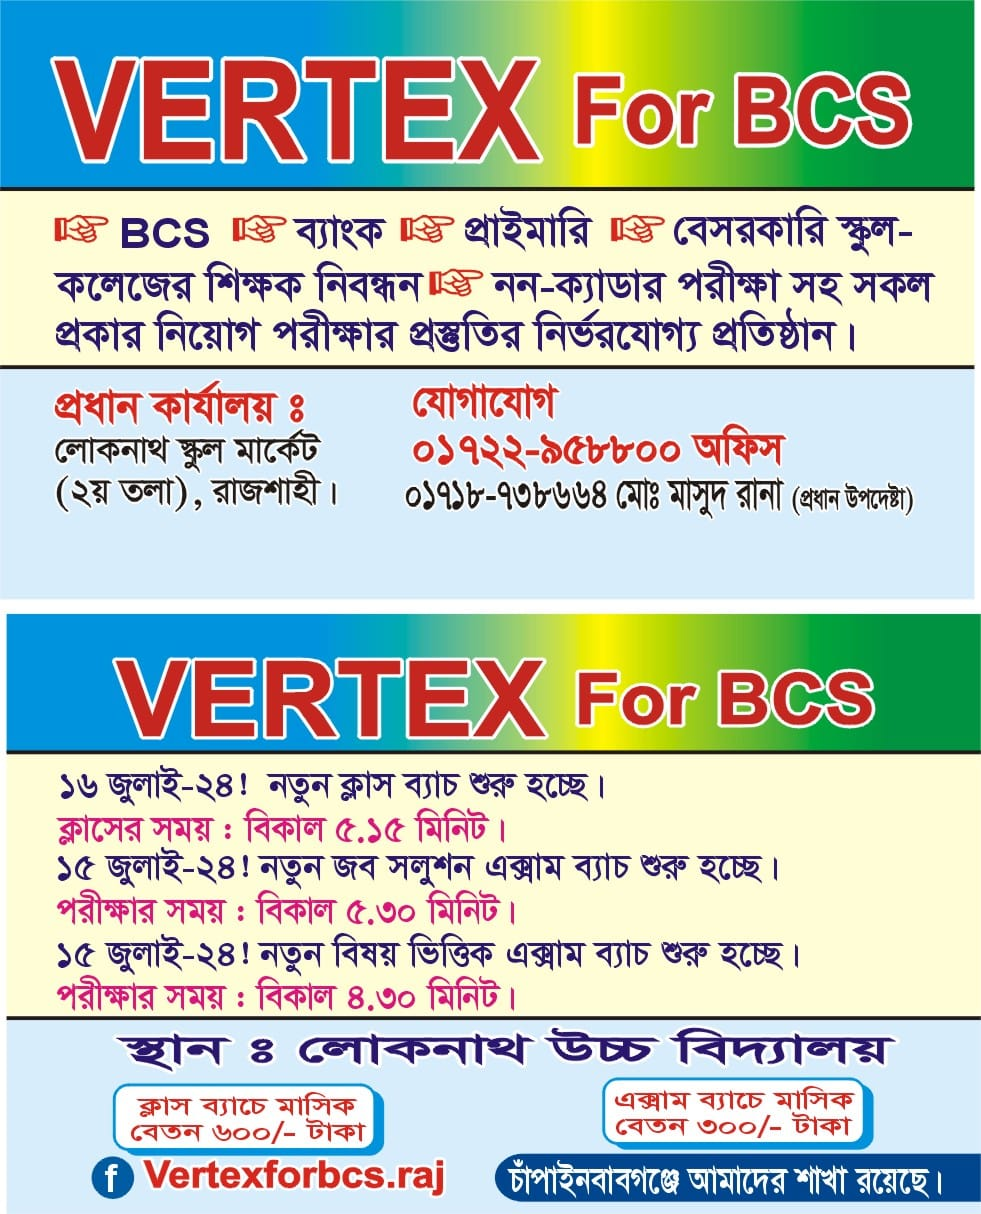 VERTEX For BCS
BCS ব্যাংক প্রাইমারি বেসরকারি স্কুল-
কলেজের শিক্ষক নিবন্ধন নন-ক্যাডার পরীক্ষা সহ সকল
প্রকার নিয়োগ পরীক্ষার প্রস্তুতির নির্ভরযোগ্য প্রতিষ্ঠান।
প্রধান কার্যালয় ঃ
লোকনাথ স্কুল মার্কেট
(২য় তলা), রাজশাহী।
যোগাযোগ
০১৭২২-৯৫৮৮০০ অফিস
০১৭১৮-৭৩৮৬৬৪ মোঃ মাসুদ রানা (প্রধান উপদেষ্টা)
VERTEX For BCS
১৬ জুলাই-২৪! নতুন ক্লাস ব্যাচ শুরু হচ্ছে।
ক্লাসের সময় : বিকাল ৫.১৫ মিনিট।
১৫ জুলাই-২৪! নতুন জব সলুশন এক্সাম ব্যাচ শুরু হচ্ছে।
পরীক্ষার সময় : বিকাল ৫.৩০ মিনিট।
১৫ জুলাই-২৪! নতুন বিষয় ভিত্তিক এক্সাম ব্যাচ শুরু হচ্ছে।
পরীক্ষার সময় : বিকাল ৪.৩০ মিনিট।
স্থান ঃ লোকনাথ উচ্চ বিদ্যালয়
ক্লাস ব্যাচে মাসিক
বেতন ৬০০/- টাকা
এক্সাম ব্যাচে মাসিক
বেতন ৩০০/- টাকা
f Vertexforbcs.raj
চাঁপাইনবাবগঞ্জে আমাদের শাখা রয়েছে।